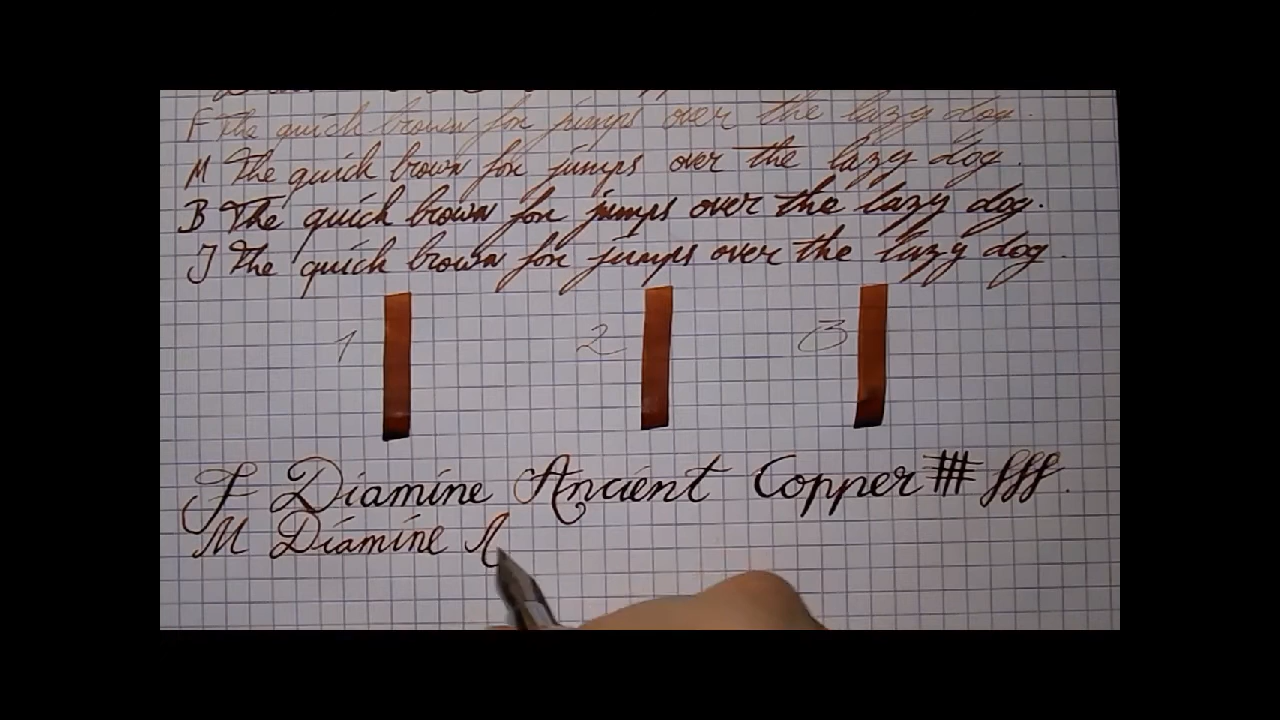 F The quick brown fox jumps over the lazy dog.
M The quick brown fox jumps over the lazy dog.
B The quick brown fox jumps over the lazy dog.
J The quick brown fox jumps over the lazy dog.
1 2 3
F Diamine Ancient Copper # fff.
M Diamine A